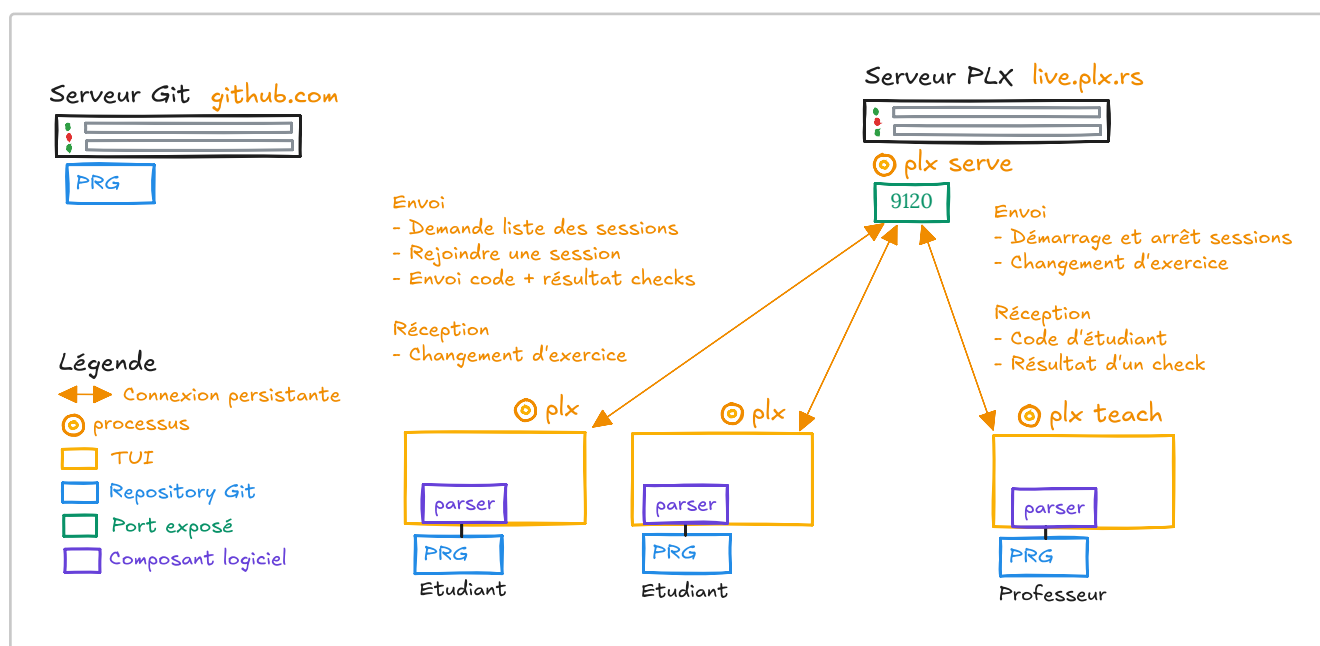 Serveur Git github.com
PRG
Serveur PLX live.plx.rs
plx serve
9120
Envoi
- Demande liste des sessions
- Rejoindre une session
- Envoi code + résultat checks
Réception
- Changement d'exercice
Envoi
- Démarrage et arrêt sessions
- Changement d'exercice
Réception
- Code d'étudiant
- Résultat d'un check
Légende
Connexion persistante
processus
TUI
Repository Git
Port exposé
Composant logiciel
plx
parser
PRG
Etudiant
plx
parser
PRG
Etudiant
plx teach
parser
PRG
Professeur